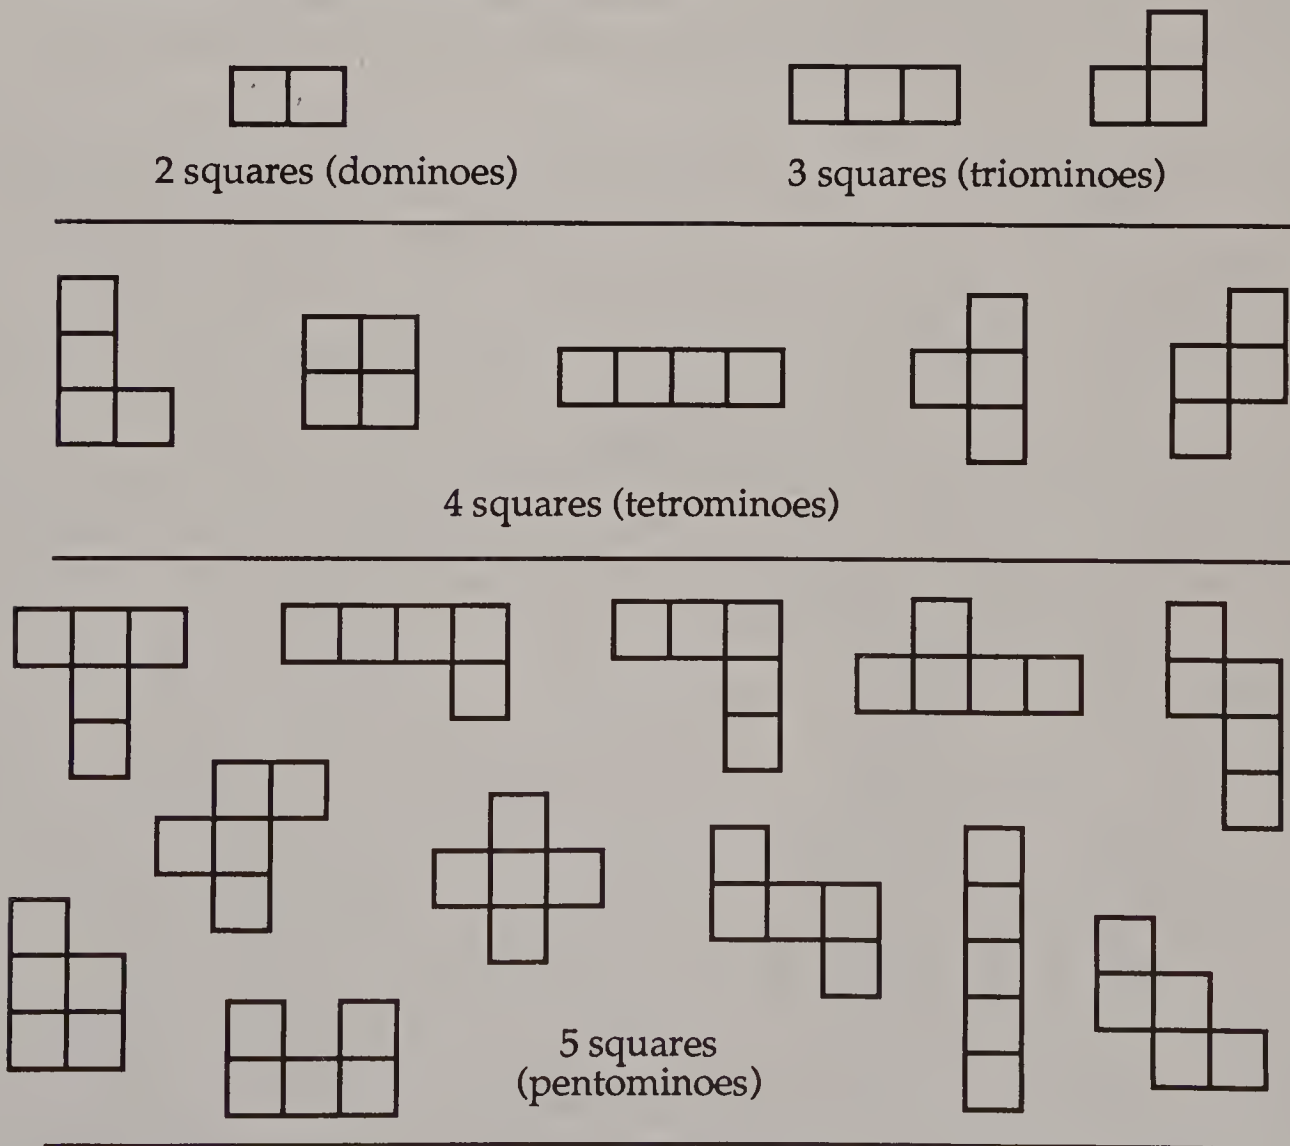 2 squares (dominoes)
3 squares (triominoes)
4 squares (tetrominoes)
5 squares
(pentominoes)